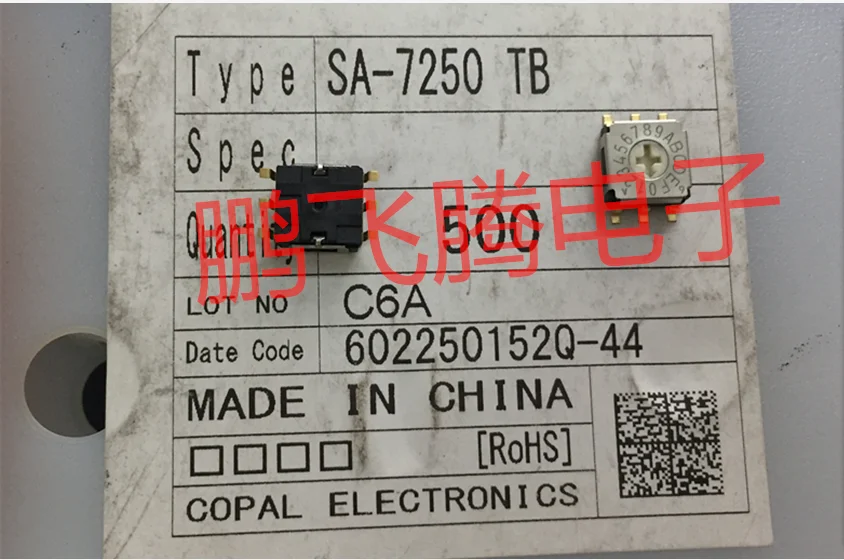 Type SA-7250 TB
Spec
Quantity 500
鹏飞腾电子
LOT NO C6A
Date Code 602250152Q-44
MADE IN CHINA
□□□□ [RoHS]
COPAL ELECTRONICS